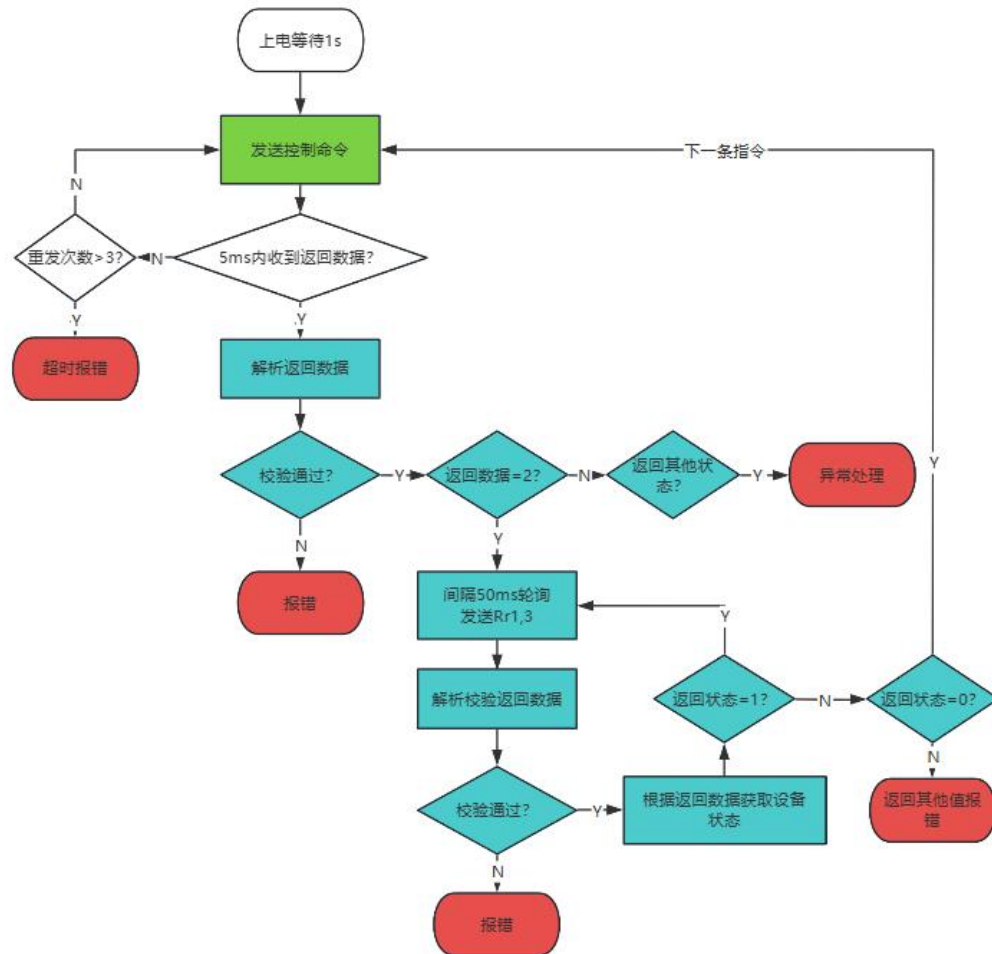 上电等待1s
发送控制命令
下一条指令
N
重发次数>3?
N
5ms内收到返回数据?
Y
Y
超时报错
解析返回数据
Y
校验通过?
Y
返回数据=2?
N
返回其他状
态?
Y
异常处理
N
Y
报错
间隔50ms轮询
发送Rr1,3
Y
解析校验返回数据
返回状态=1?
N
返回状态=0?
N
校验通过?
Y
根据返回数据获取设备
状态
返回其他值报
错
N
报错